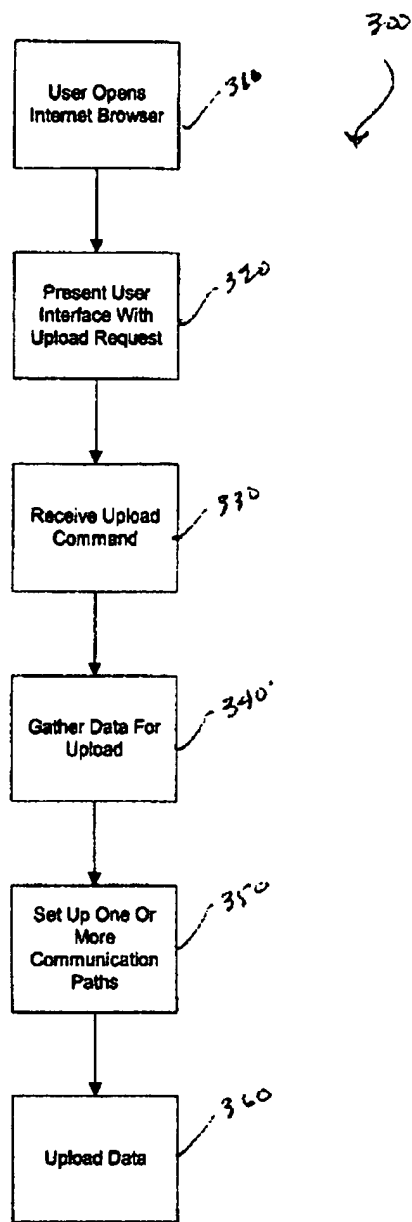 300
User Opens
Internet Browser
310
Present User
Interface With
Upload Request
320
Receive Upload
Command
330
Gather Data For
Upload
340
Set Up One Or
More
Communication
Paths
350
Upload Data
360